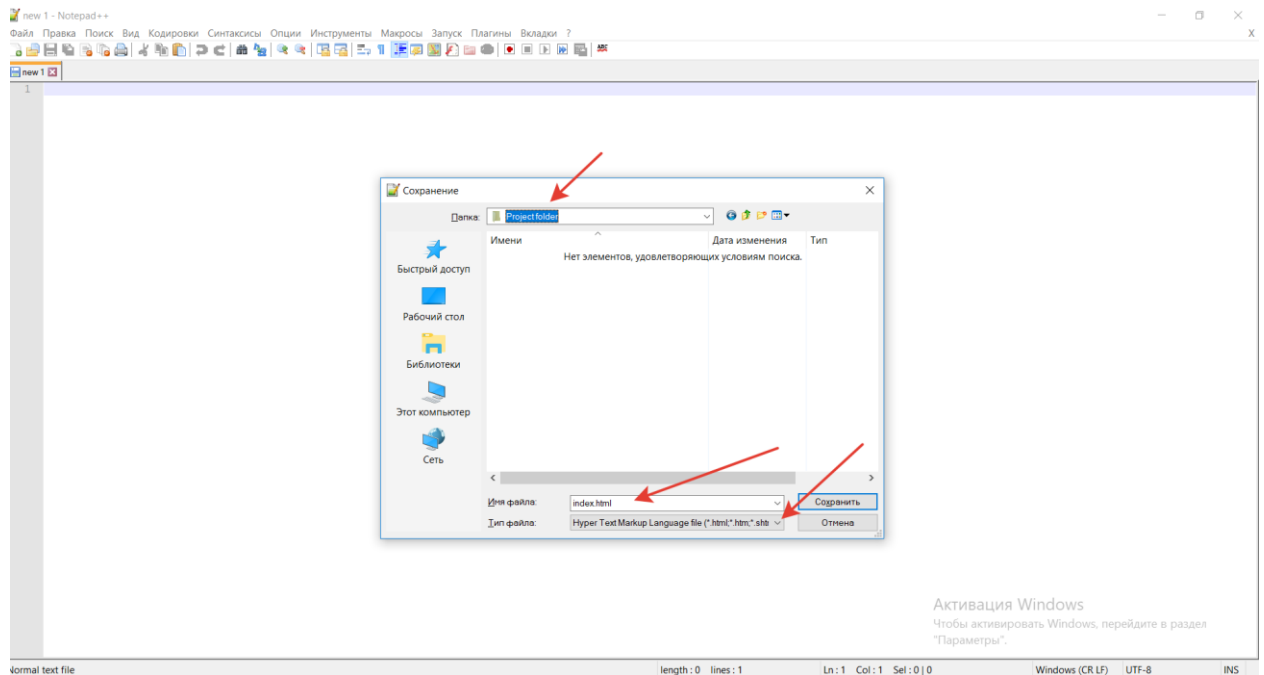 new 1 - Notepad++
Файл Правка Поиск Вид Кодировки Синтаксисы Опции Инструменты Макросы Запуск Плагины Вкладки ? X
new 1
1
Сохранение
Папка: Project folder
Имени Дата изменения Тип
Нет элементов, удовлетворяющих условиям поиска.
Быстрый доступ
Рабочий стол
Библиотеки
Этот компьютер
Сеть
Имя файла: index.html Сохранить
Тип файла: Hyper Text Markup Language file (*.html;*.htm;*.sht Отмена
Активация Windows
Чтобы активировать Windows, перейдите в раздел
"Параметры".
Normal text file length : 0 lines : 1 Ln : 1 Col : 1 Sel : 0 | 0 Windows (CR LF) UTF-8 INS